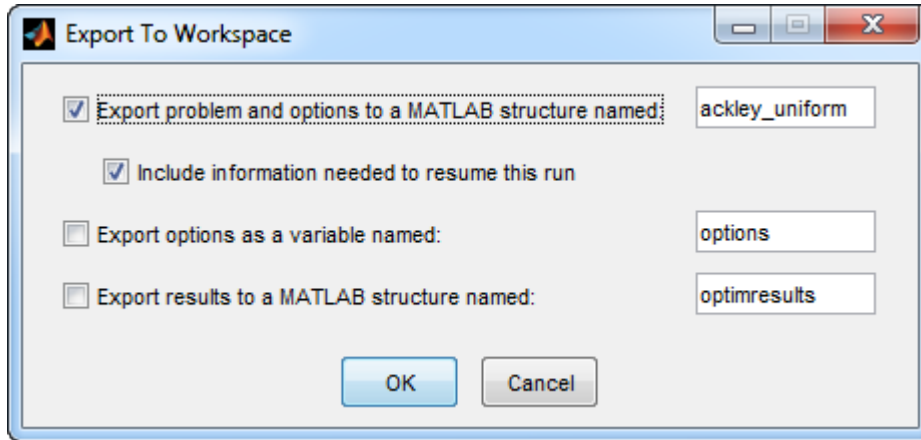 Export To Workspace
Export problem and options to a MATLAB structure named: ackley_uniform
Include information needed to resume this run
Export options as a variable named: options
Export results to a MATLAB structure named: optimresults
OK Cancel